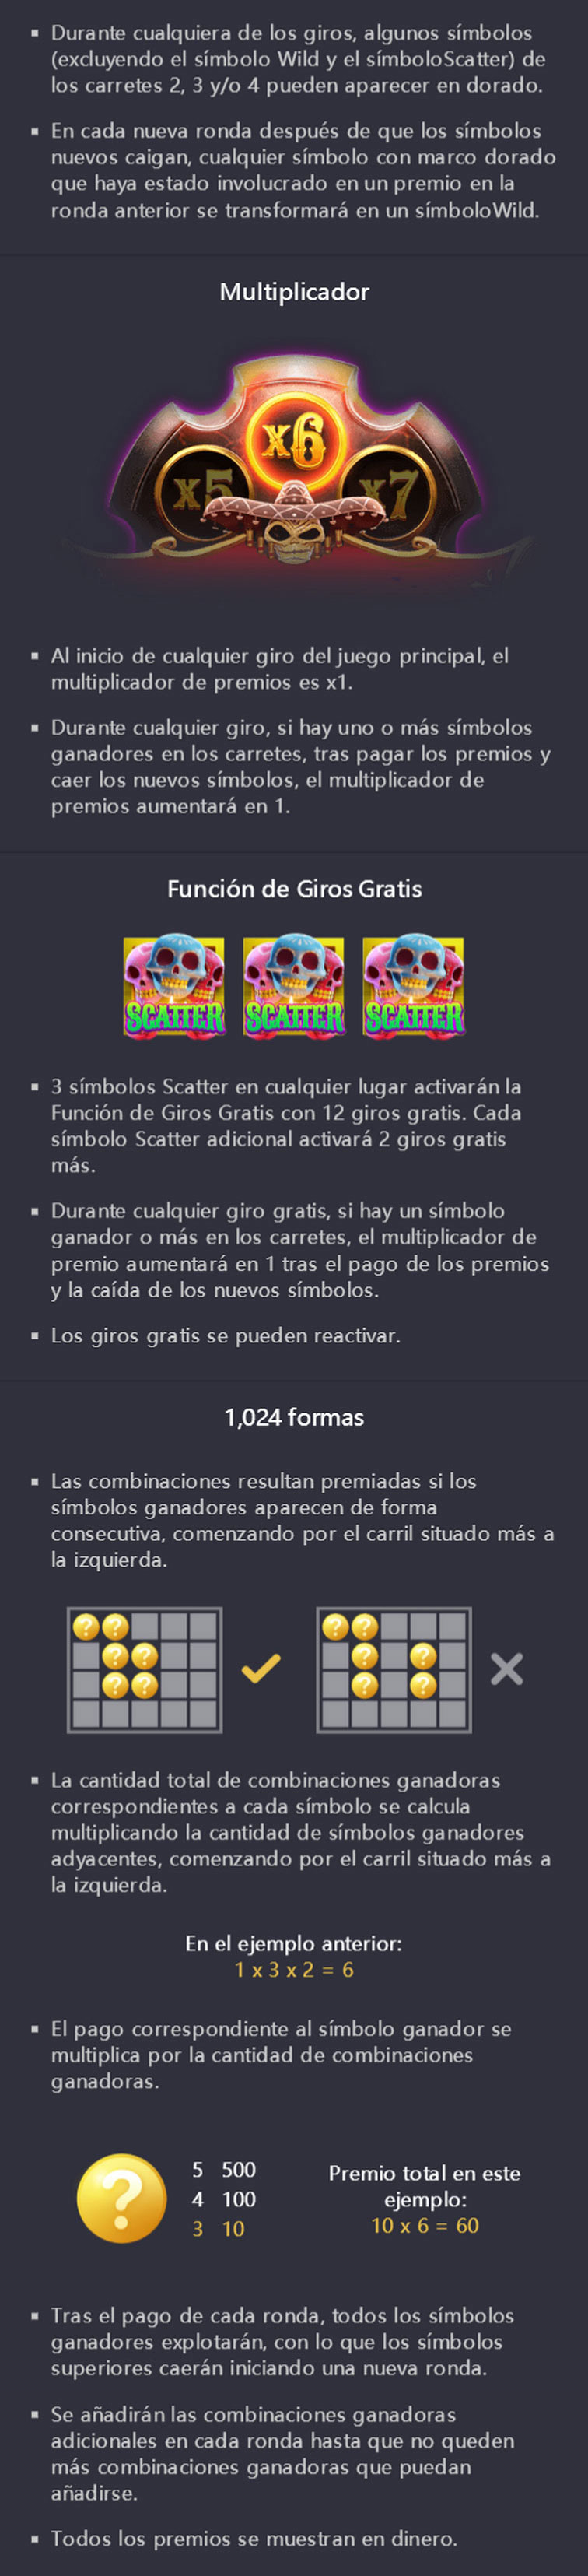 Durante cualquiera de los giros, algunos símbolos
(excluyendo el símbolo Wild y el símboloScatter) de
los carretes 2, 3 y/o 4 pueden aparecer en dorado.
En cada nueva ronda después de que los símbolos
nuevos caigan, cualquier símbolo con marco dorado
que haya estado involucrado en un premio en la
ronda anterior se transformará en un símboloWild.
Multiplicador
x5 x6 x7
Al inicio de cualquier giro del juego principal, el
multiplicador de premios es x1.
Durante cualquier giro, si hay uno o más símbolos
ganadores en los carretes, tras pagar los premios y
caer los nuevos símbolos, el multiplicador de
premios aumentará en 1.
Función de Giros Gratis
SCATTER SCATTER SCATTER
3 símbolos Scatter en cualquier lugar activarán la
Función de Giros Gratis con 12 giros gratis. Cada
símbolo Scatter adicional activará 2 giros gratis
más.
Durante cualquier giro gratis, si hay un símbolo
ganador o más en los carretes, el multiplicador de
premio aumentará en 1 tras el pago de los premios
y la caída de los nuevos símbolos.
Los giros gratis se pueden reactivar.
1,024 formas
Las combinaciones resultan premiadas si los
símbolos ganadores aparecen de forma
consecutiva, comenzando por el carril situado más a
la izquierda.
? ? ? ?
? ? ? ?
? ? ? ?
La cantidad total de combinaciones ganadoras
correspondientes a cada símbolo se calcula
multiplicando la cantidad de símbolos ganadores
adyacentes, comenzando por el carril situado más a
la izquierda.
En el ejemplo anterior:
1 x 3 x 2 = 6
El pago correspondiente al símbolo ganador se
multiplica por la cantidad de combinaciones
ganadoras.
?
5 500
4 100
3 10
Premio total en este
ejemplo:
10 x 6 = 60
Tras el pago de cada ronda, todos los símbolos
ganadores explotarán, con lo que los símbolos
superiores caerán iniciando una nueva ronda.
Se añadirán las combinaciones ganadoras
adicionales en cada ronda hasta que no queden
más combinaciones ganadoras que puedan
añadirse.
Todos los premios se muestran en dinero.